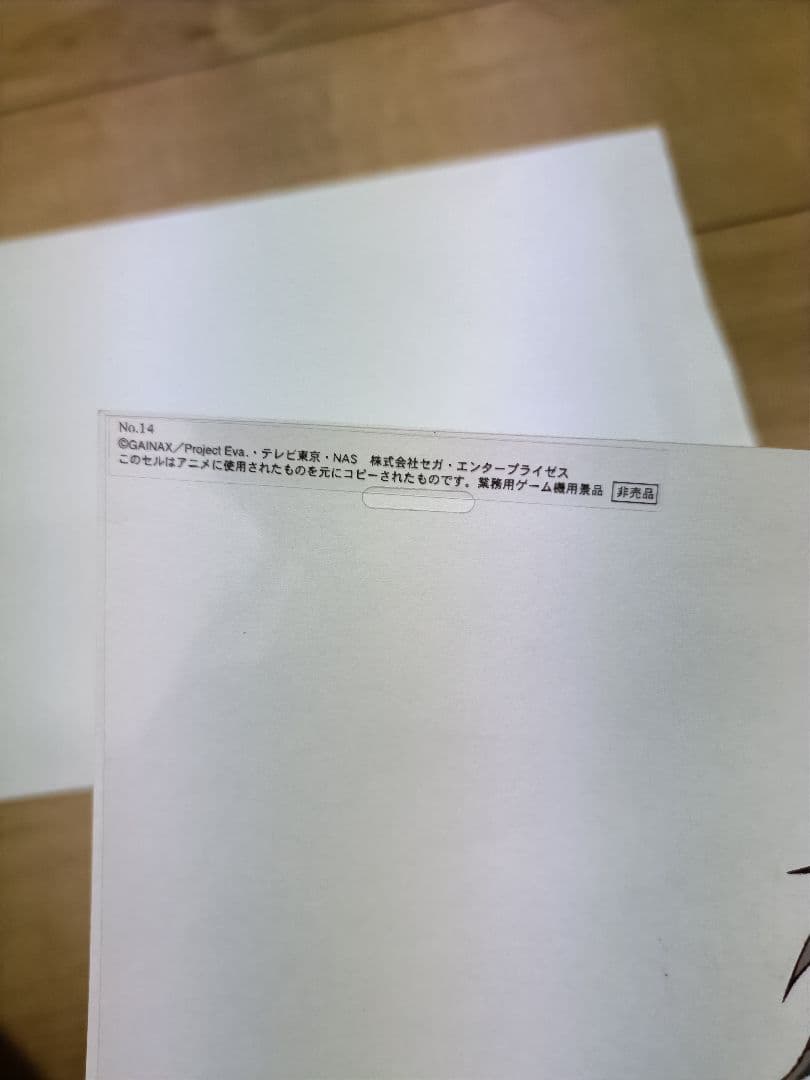 No.14
©GAINAX／Project Eva.・テレビ東京・NAS　株式会社セガ・エンタープライゼス
このセルはアニメに使用されたものを元にコピーされたものです。業務用ゲーム機用景品 非売品